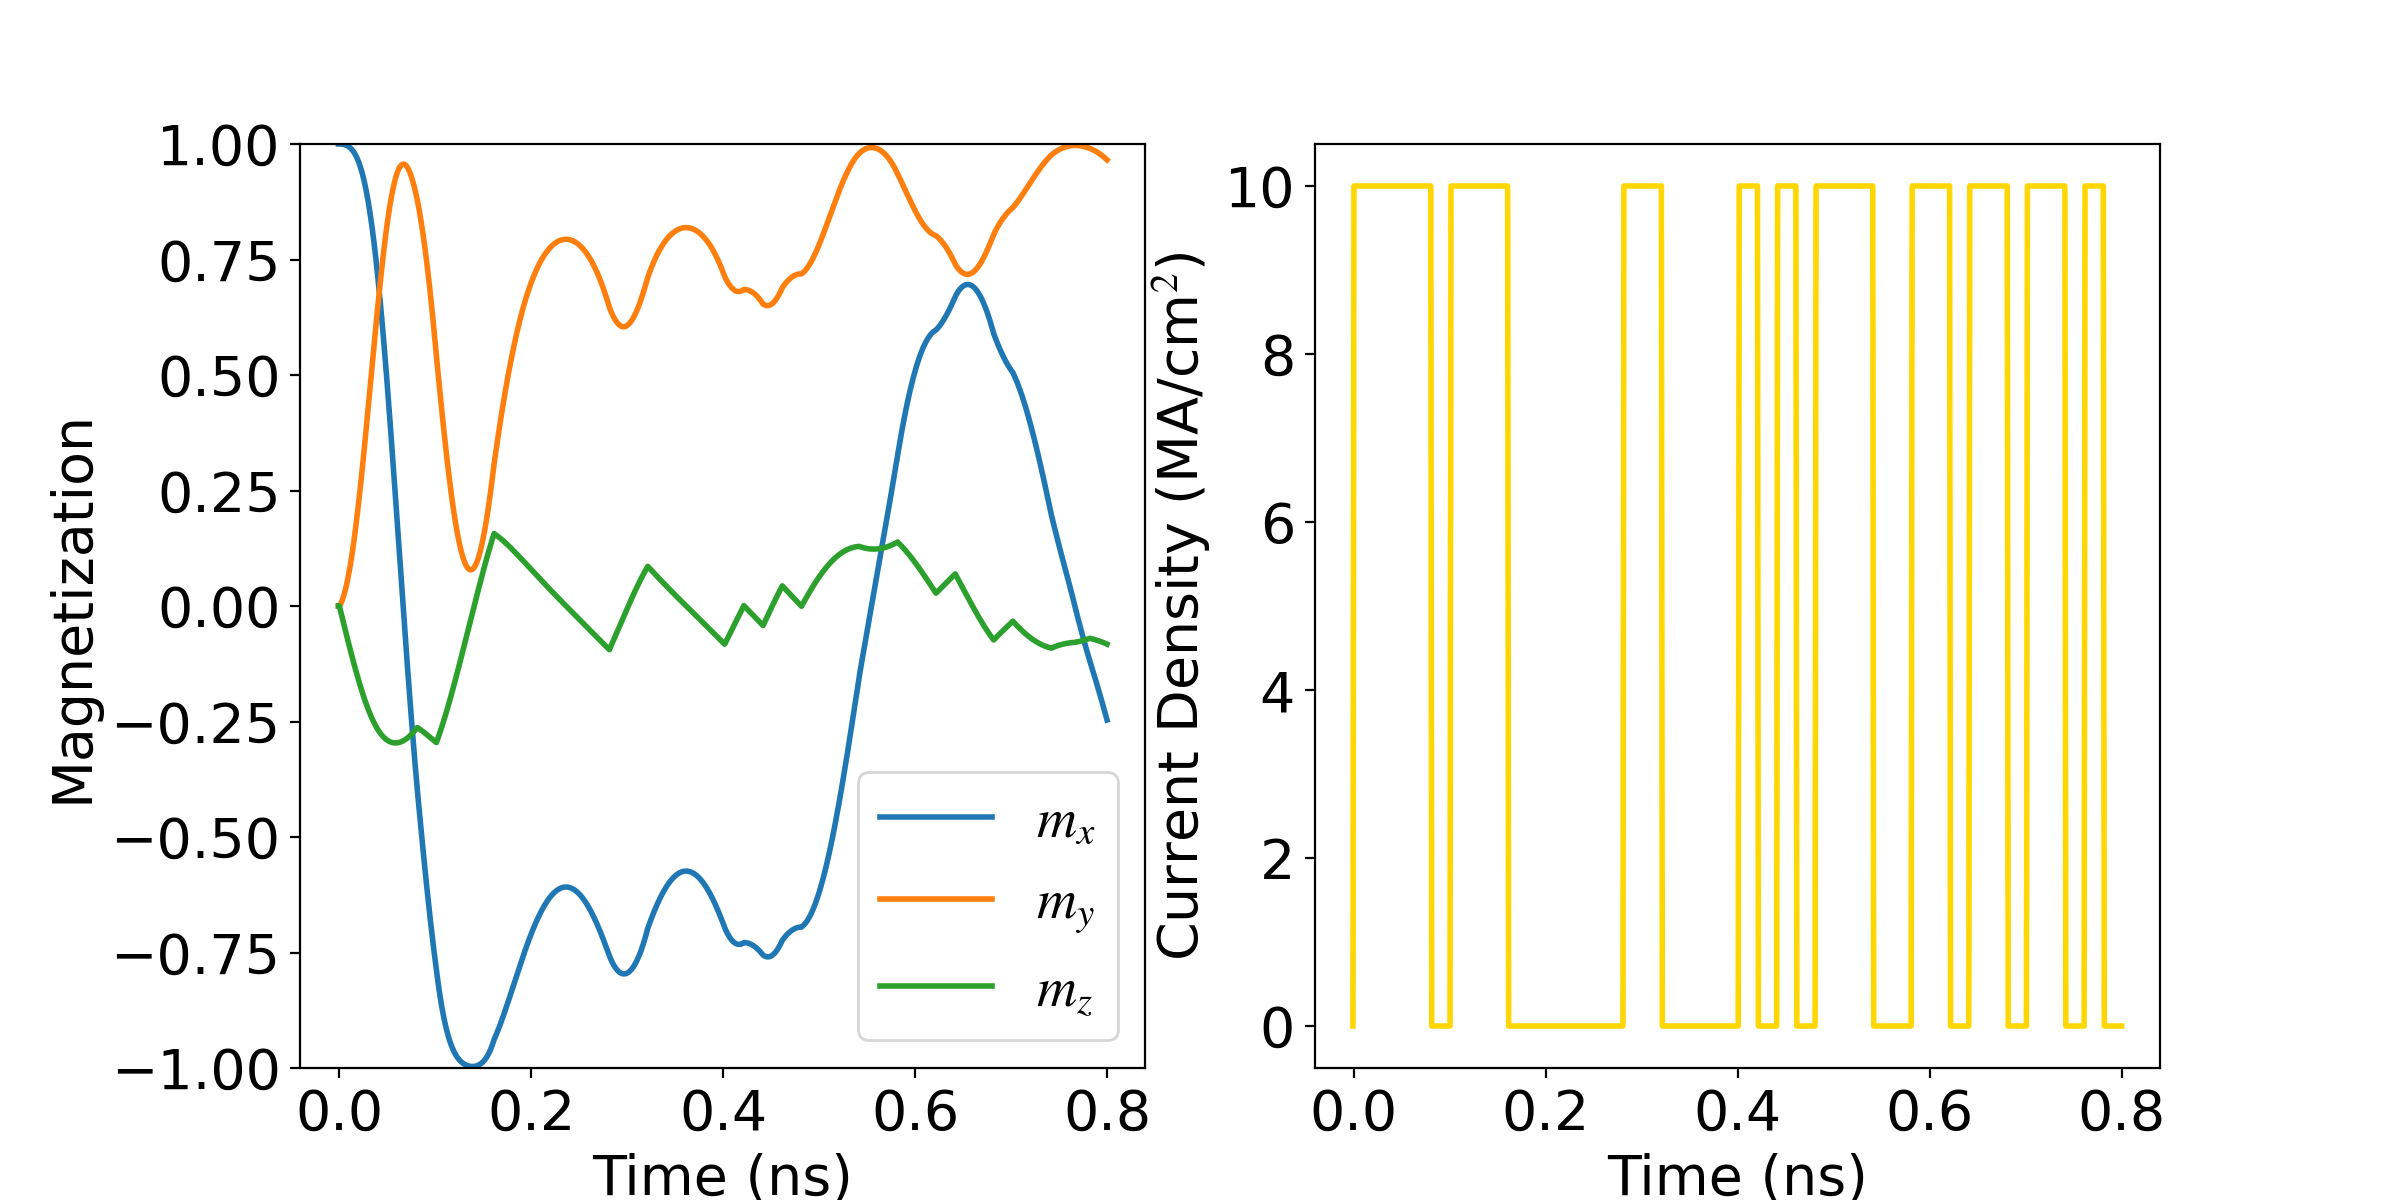 Magnetization
1.00
0.75
0.50
0.25
0.00
−0.25
−0.50
−0.75
−1.00
0.0 0.2 0.4 0.6 0.8
Time (ns)
m_x
m_y
m_z
Current Density (MA/cm²)
10
8
6
4
2
0
0.0 0.2 0.4 0.6 0.8
Time (ns)